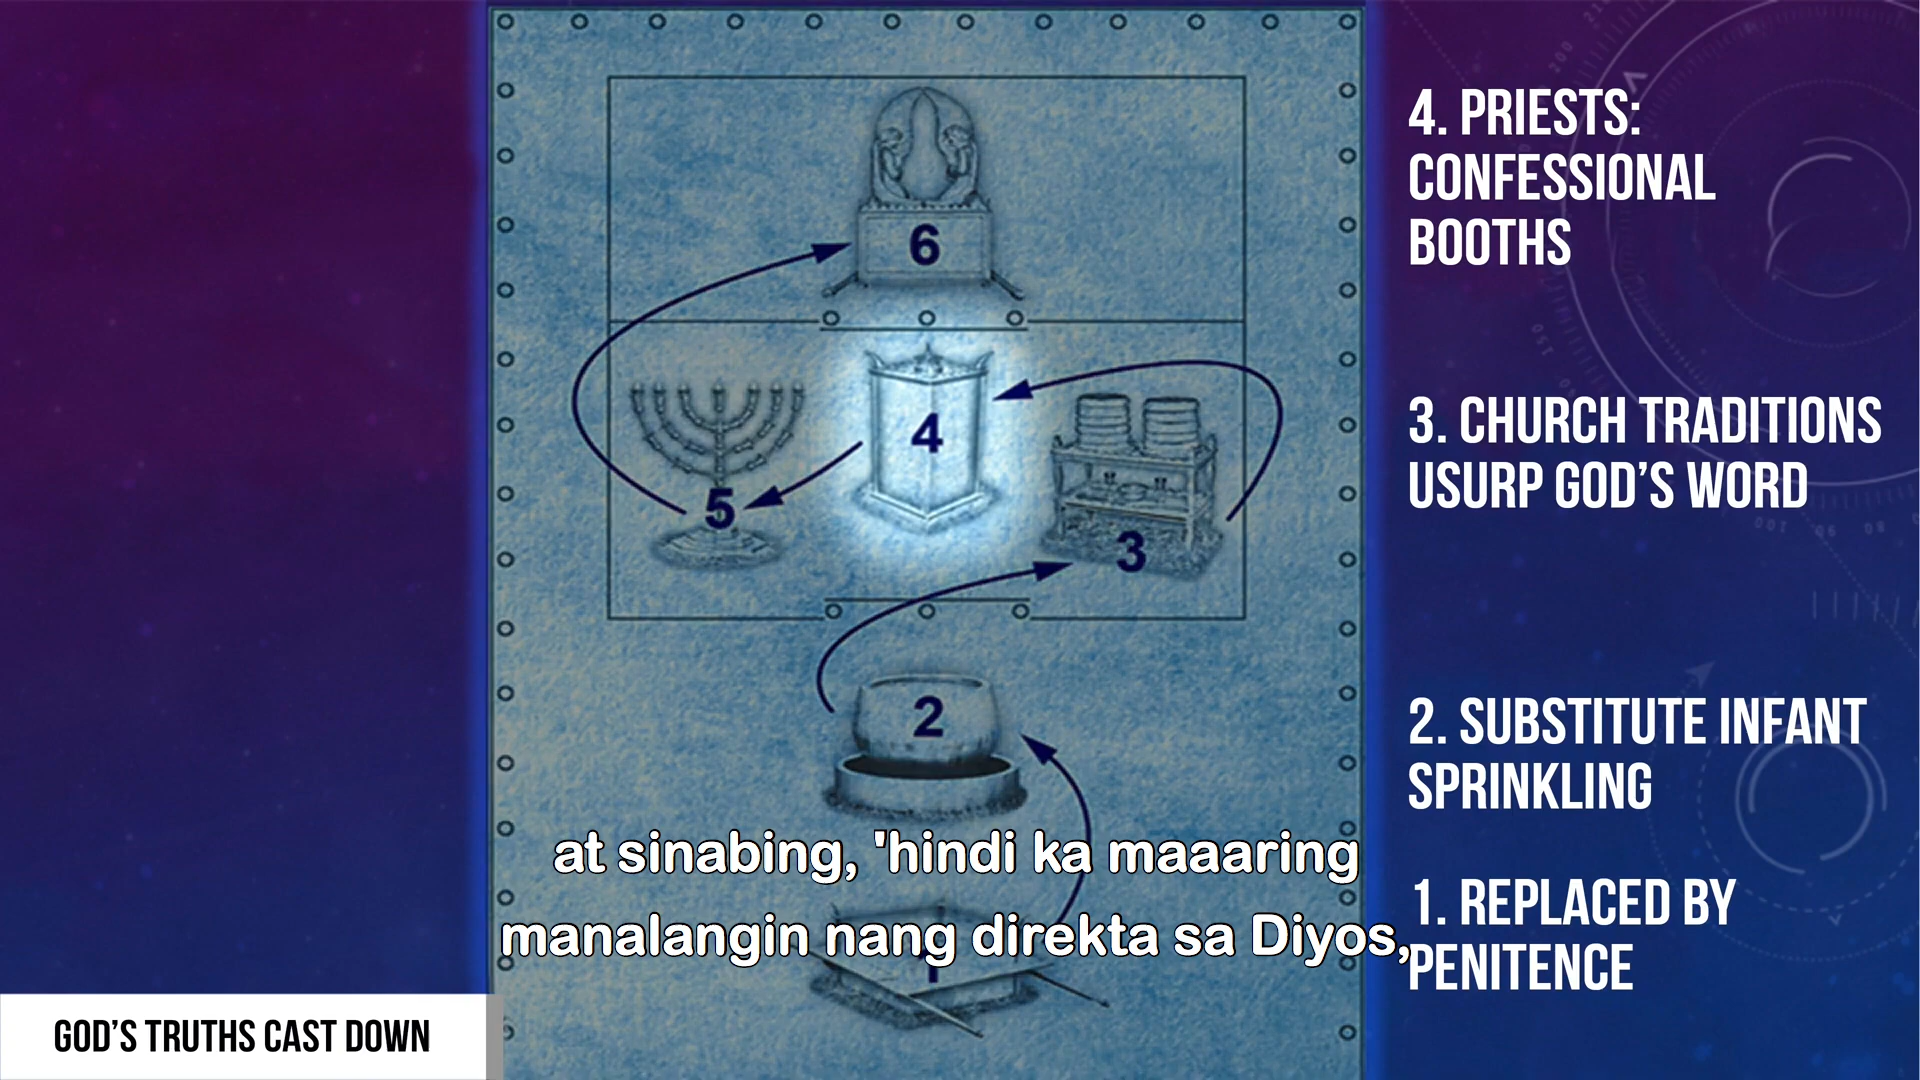 4. PRIESTS:
CONFESSIONAL
BOOTHS
3. CHURCH TRADITIONS
USURP GOD'S WORD
2. SUBSTITUTE INFANT
SPRINKLING
1. REPLACED BY
PENITENCE
6
4
5
3
2
1
at sinabing, 'hindi ka maaaring
manalangin nang direkta sa Diyos,
GOD'S TRUTHS CAST DOWN